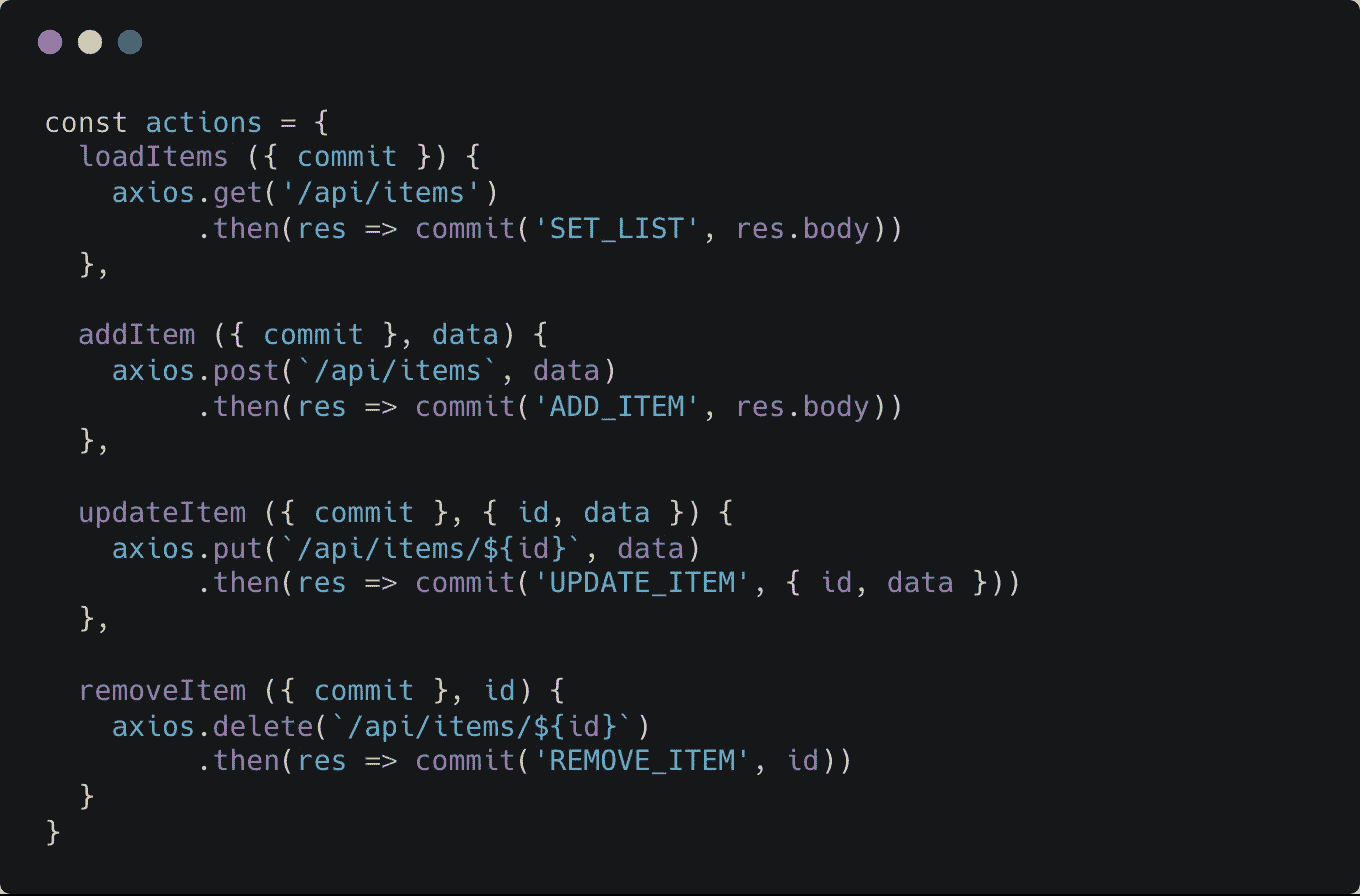 const actions = {
  loadItems ({ commit }) {
    axios.get('/api/items')
         .then(res => commit('SET_LIST', res.body))
  },

  addItem ({ commit }, data) {
    axios.post(`/api/items`, data)
         .then(res => commit('ADD_ITEM', res.body))
  },

  updateItem ({ commit }, { id, data }) {
    axios.put(`/api/items/${id}`, data)
         .then(res => commit('UPDATE_ITEM', { id, data }))
  },

  removeItem ({ commit }, id) {
    axios.delete(`/api/items/${id}`)
         .then(res => commit('REMOVE_ITEM', id))
  }
}